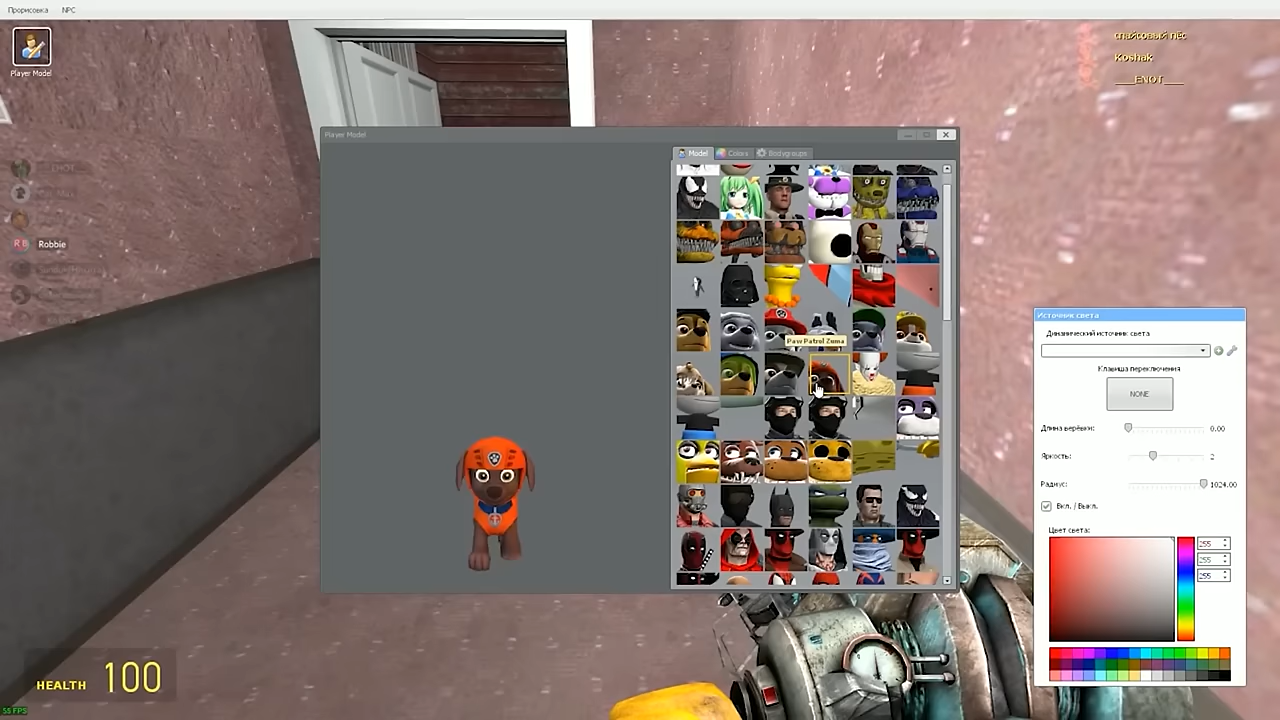 Прорисовка NPC
Player Model
спайсовый пёс
Koshak
___ENOT___
Robbie
Player Model
Model Colors Bodygroups
Paw Patrol Zuma
Источник света
Динамический источник света
Клавиша переключения
NONE
Длина верёвки: 0.00
Яркость: 2
Радиус: 1024.00
Вкл. / Выкл.
Цвет света:
255
255
255
HEALTH 100
55 FPS